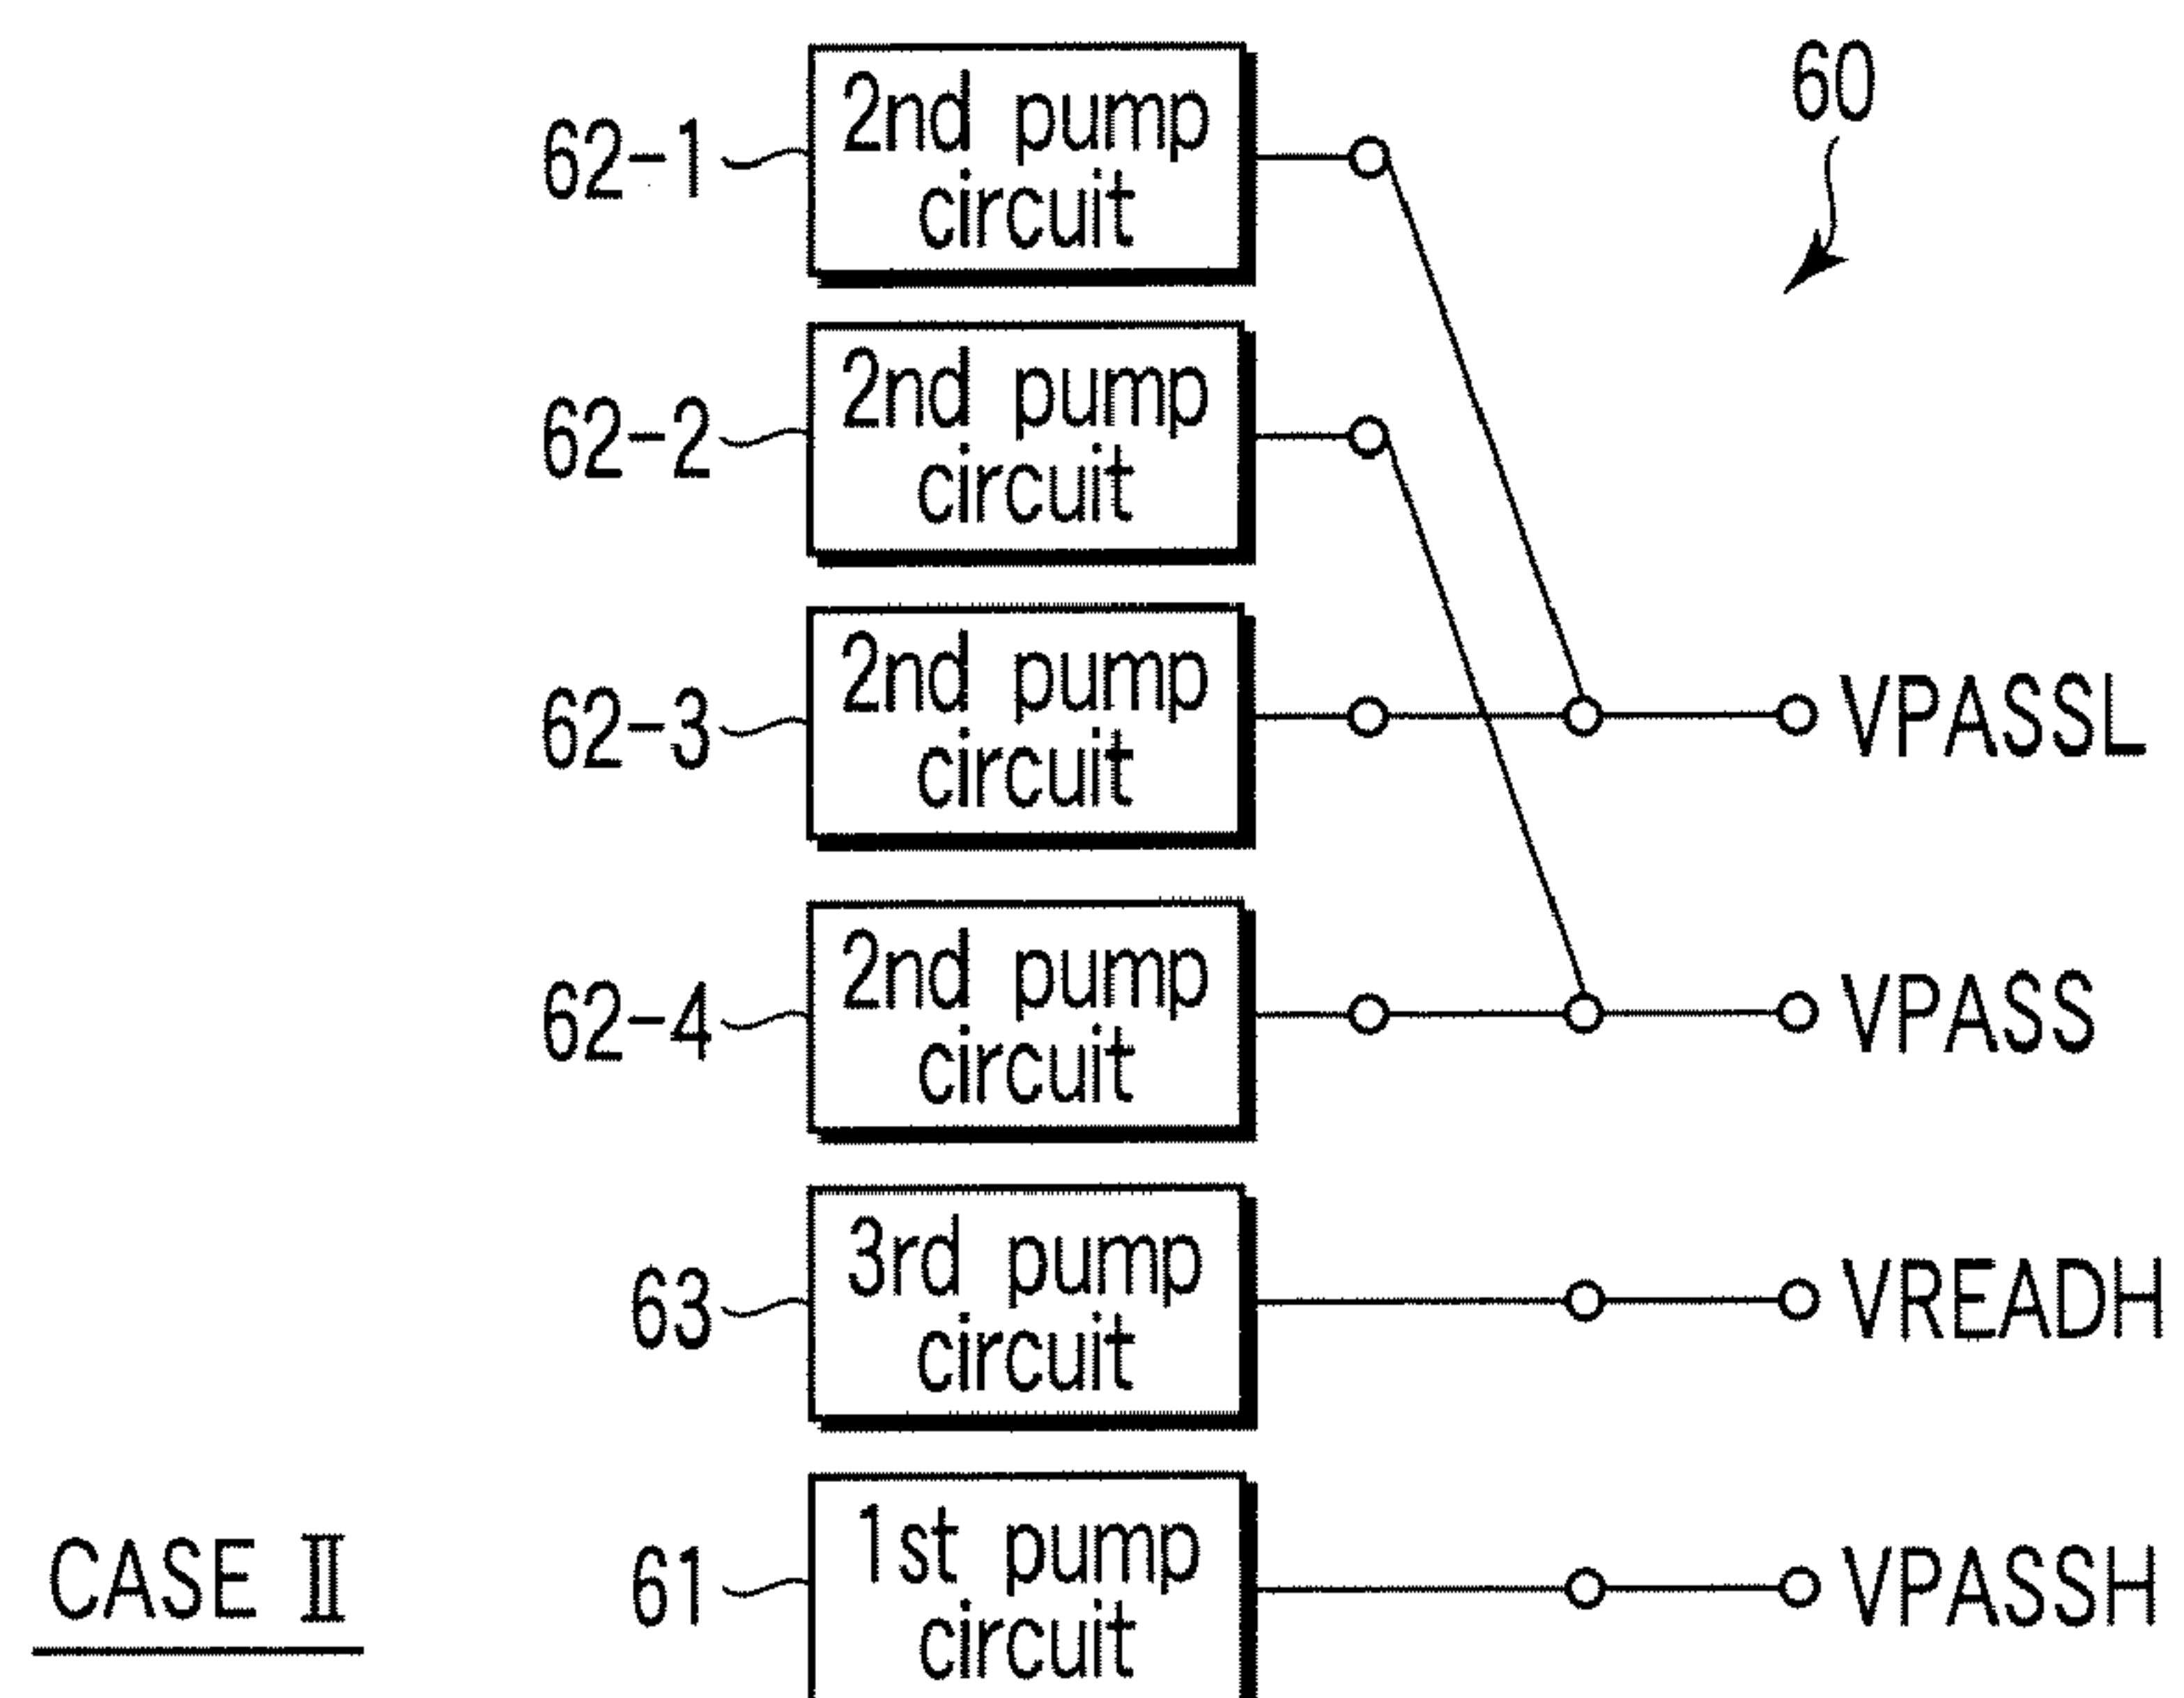 60
62-1
2nd pump
circuit
62-2
2nd pump
circuit
62-3
2nd pump
circuit
VPASSL
62-4
2nd pump
circuit
VPASS
63
3rd pump
circuit
VREADH
61
1st pump
circuit
VPASSH
CASE II